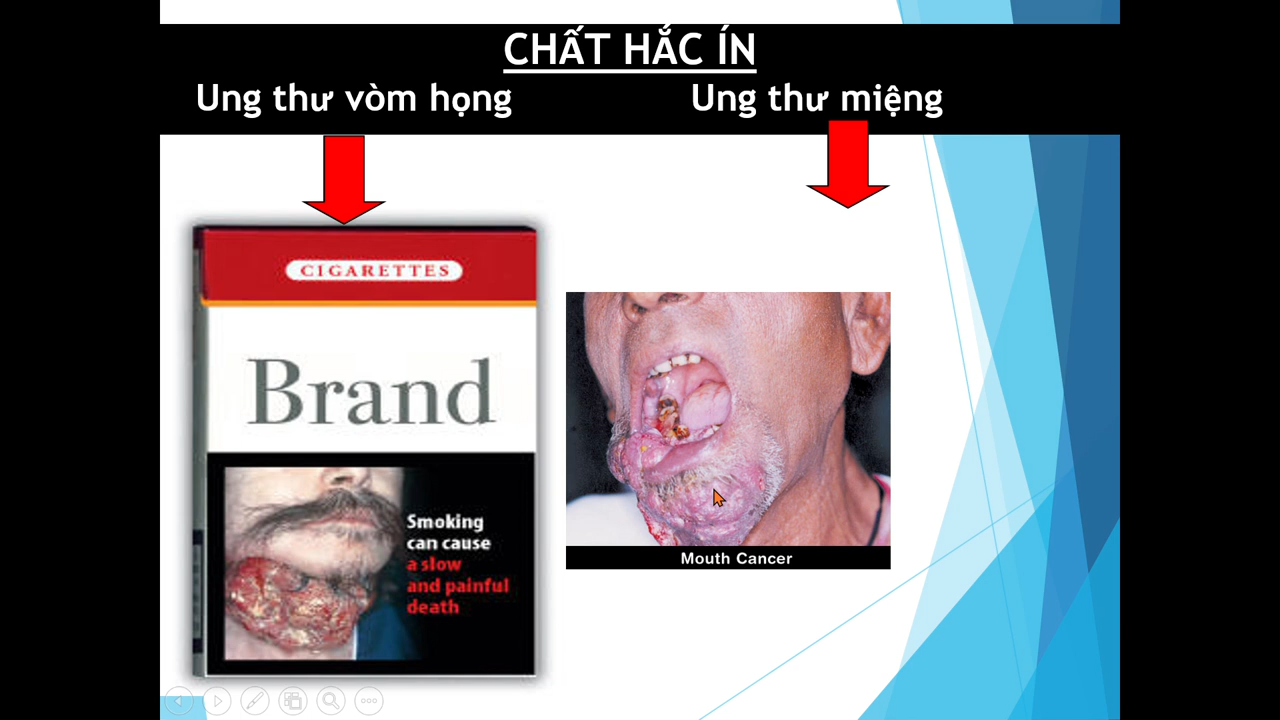 CHẤT HẮC ÍN
Ung thư vòm họng
Ung thư miệng
CIGARETTES
Brand
Smoking
can cause
a slow
and painful
death
Mouth Cancer